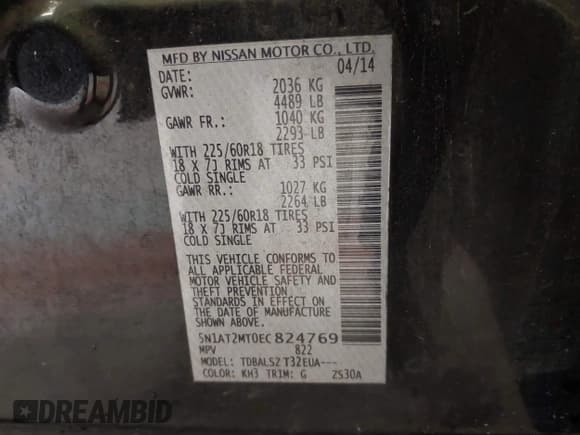 MFD BY NISSAN MOTOR CO., LTD.
DATE: 04/14
GVWR: 2036 KG
4489 LB
GAWR FR.: 1040 KG
2293 LB
WITH 225/60R18 TIRES
18 X 7J RIMS AT 33 PSI
COLD SINGLE
GAWR RR.: 1027 KG
2264 LB
WITH 225/60R18 TIRES
18 X 7J RIMS AT 33 PSI
COLD SINGLE
THIS VEHICLE CONFORMS TO
ALL APPLICABLE FEDERAL
MOTOR VEHICLE SAFETY AND
THEFT PREVENTION
STANDARDS IN EFFECT ON
THE DATE OF MANUFACTURE
SHOWN ABOVE.
5N1AT2MT0EC824769
MPV 822
MODEL: TDBALSZ T32EUA---
COLOR: KH3 TRIM: G ZS30A
DREAMBID